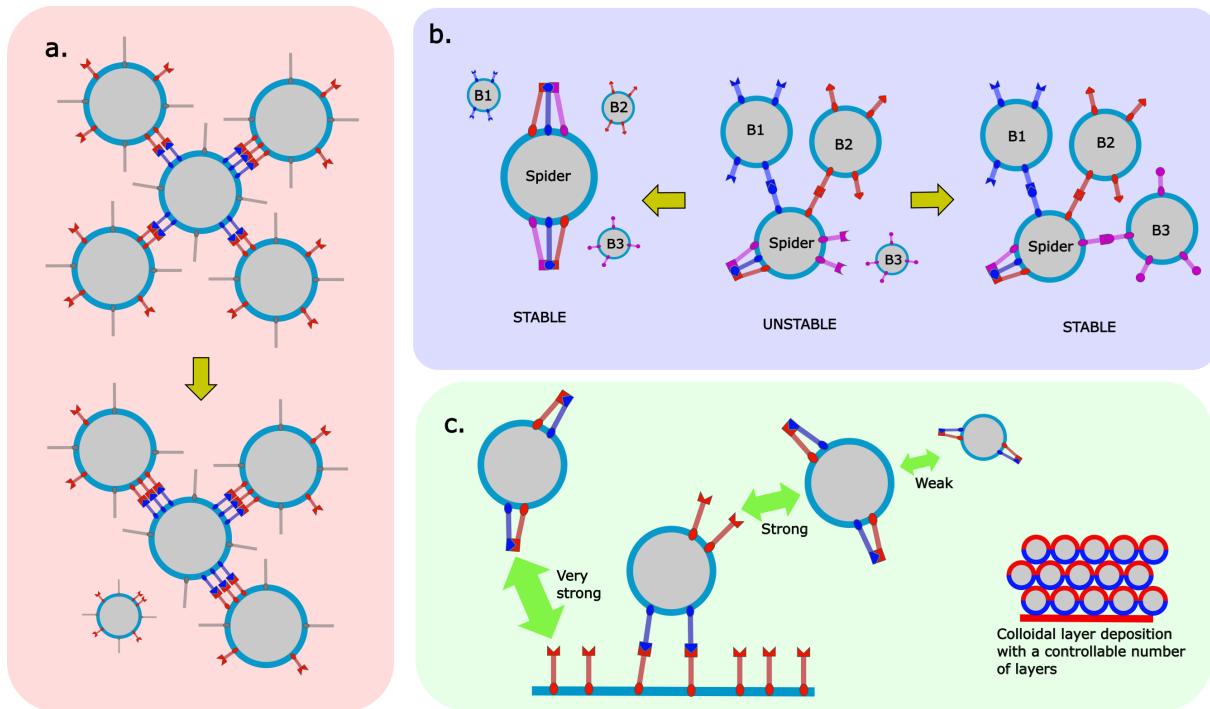 a.
b.
B1
B2
Spider
B3
STABLE
B1
B2
Spider
B3
UNSTABLE
B1
B2
B3
Spider
STABLE
c.
Weak
Strong
Very
strong
Colloidal layer deposition
with a controllable number
of layers